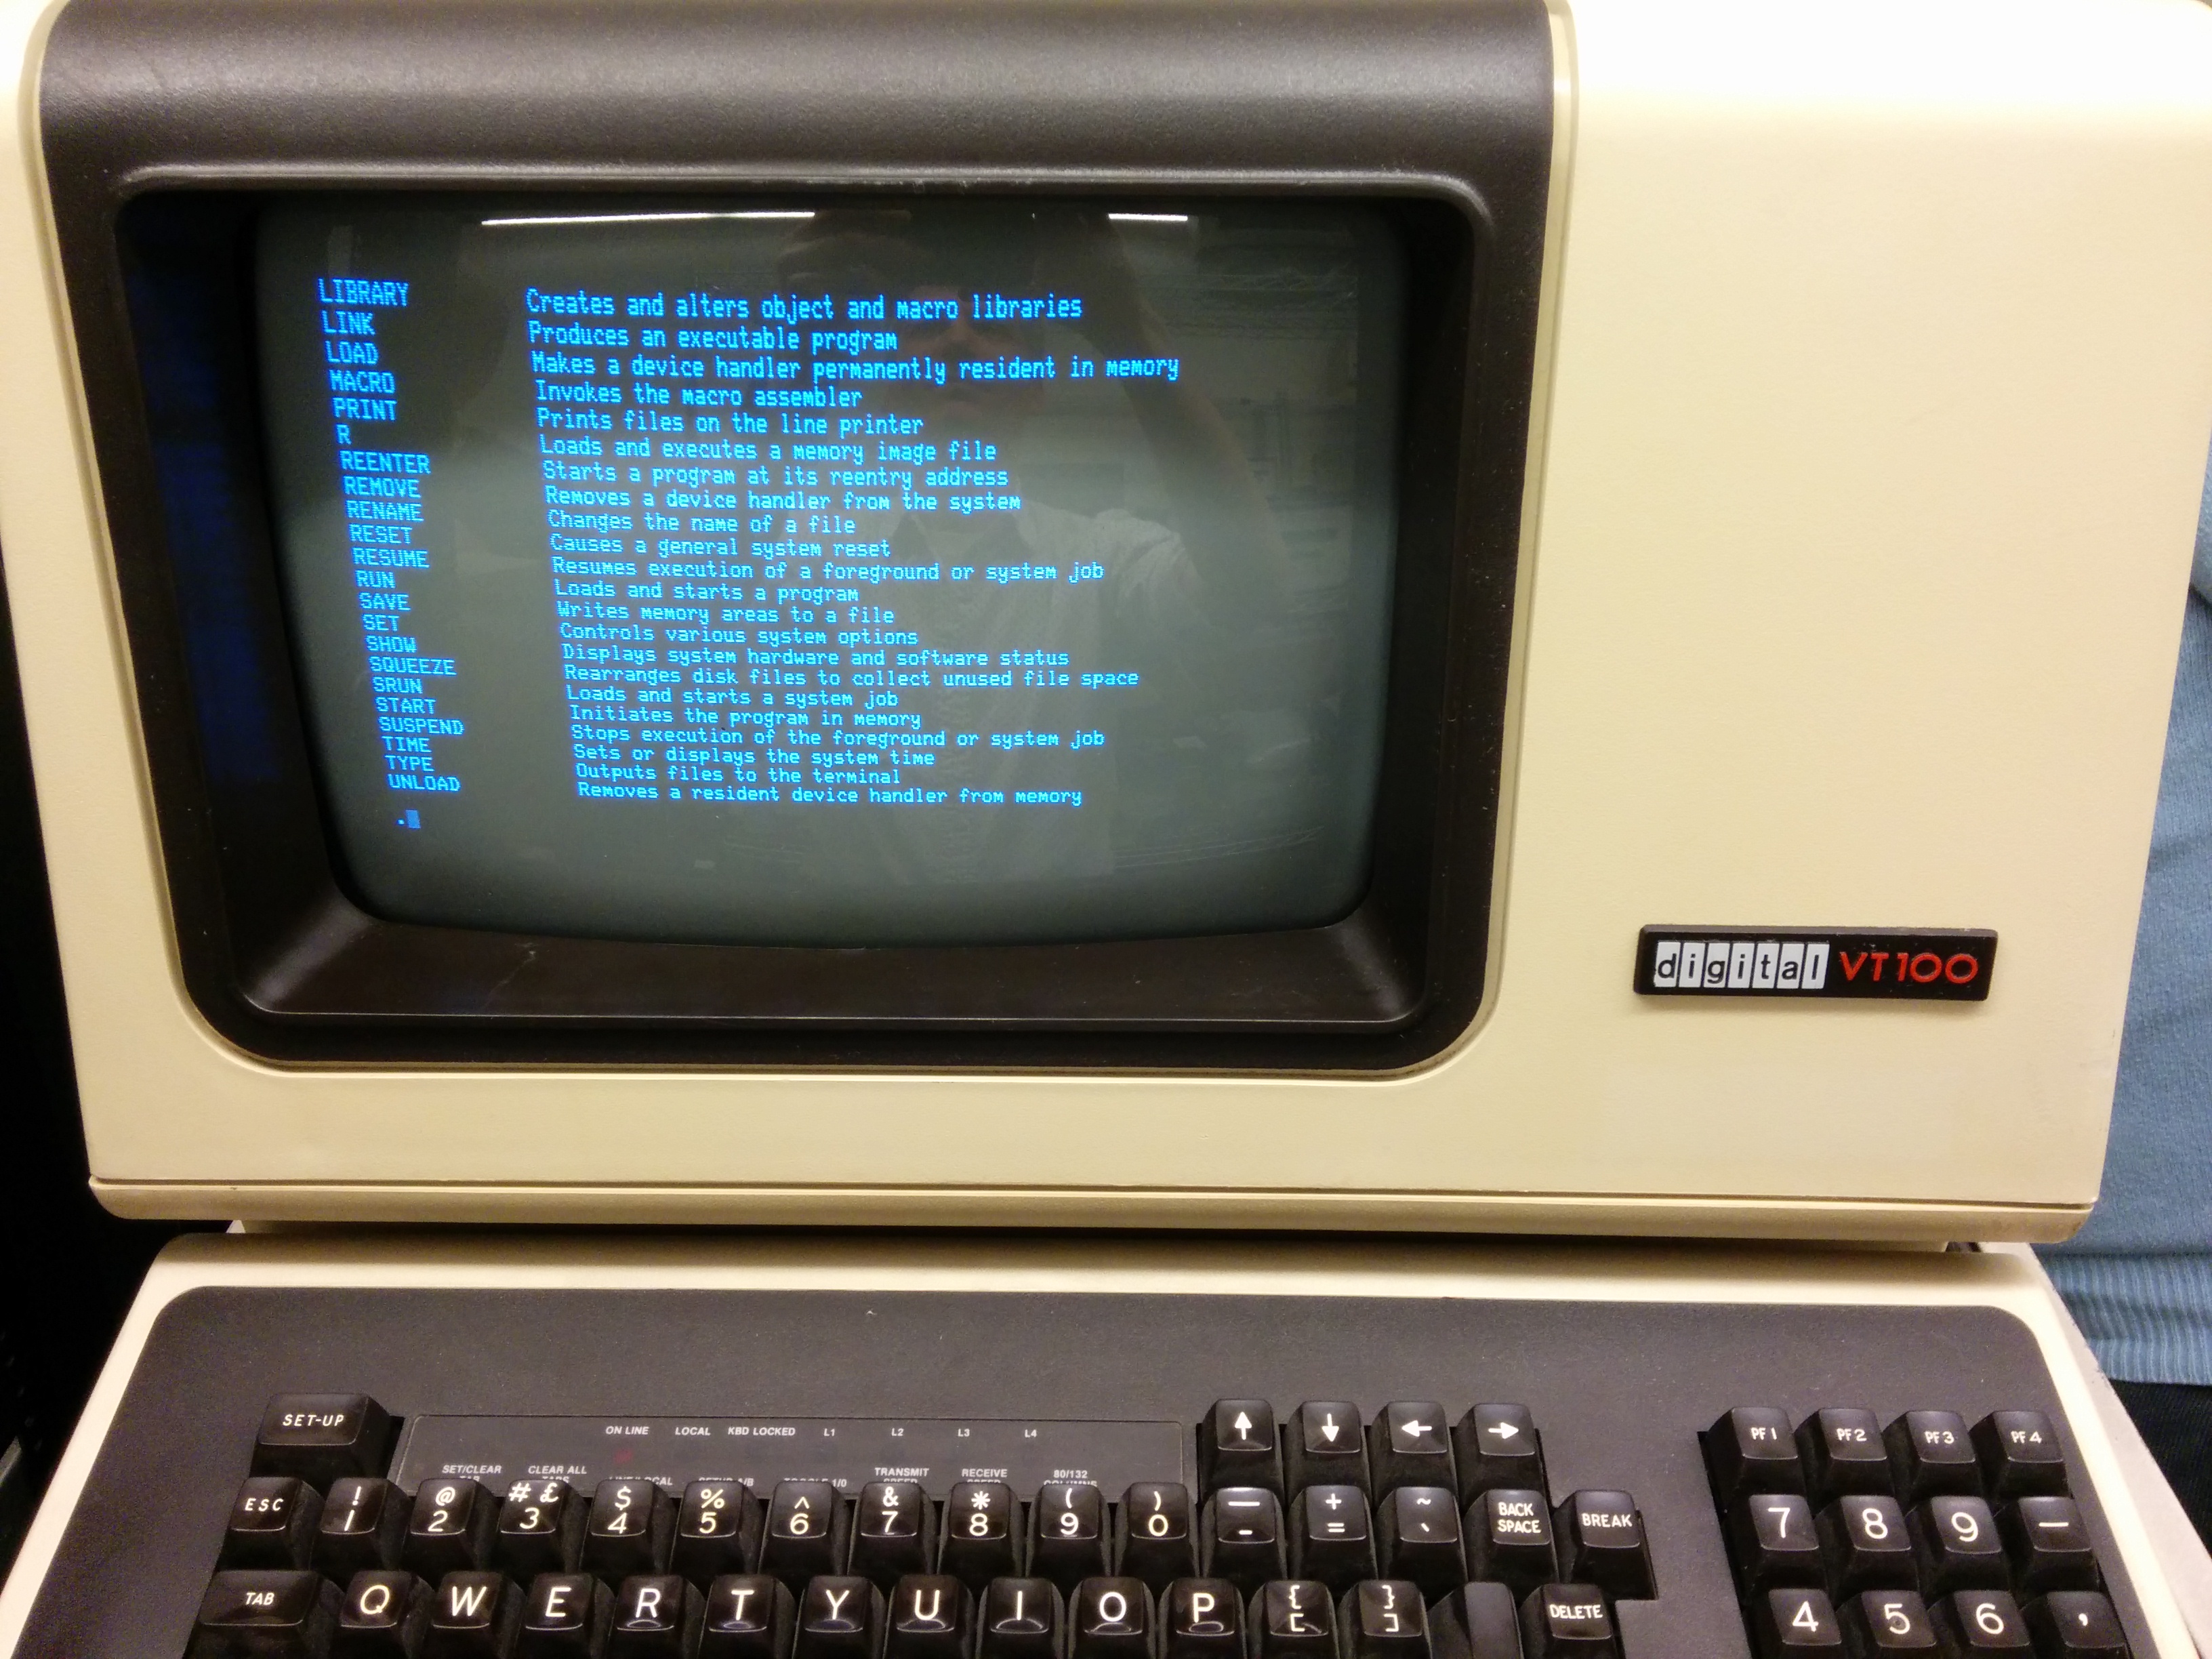 LIBRARY Creates and alters object and macro libraries
LINK Produces an executable program
LOAD Makes a device handler permanently resident in memory
MACRO Invokes the macro assembler
PRINT Prints files on the line printer
R Loads and executes a memory image file
REENTER Starts a program at its reentry address
REMOVE Removes a device handler from the system
RENAME Changes the name of a file
RESET Causes a general system reset
RESUME Resumes execution of a foreground or system job
RUN Loads and starts a program
SAVE Writes memory areas to a file
SET Controls various system options
SHOW Displays system hardware and software status
SQUEEZE Rearranges disk files to collect unused file space
SRUN Loads and starts a system job
START Initiates the program in memory
SUSPEND Stops execution of the foreground or system job
TIME Sets or displays the system time
TYPE Outputs files to the terminal
UNLOAD Removes a resident device handler from memory
.
digital VT100
SET-UP ON LINE LOCAL KBD LOCKED L1 L2 L3 L4 ↑ ↓ ← → PF1 PF2 PF3 PF4
SET/CLEAR CLEAR ALL TRANSMIT RECEIVE 80/132
TABS TOGGLE 1/0 SPEED SPEED COLUMNS
! @ # £ $ % ^ & * ( ) — + ~
ESC 1 2 3 4 5 6 7 8 9 0 - = ` BACK SPACE BREAK 7 8 9 —
TAB Q W E R T Y U I O P { [ } ] DELETE 4 5 6 ,